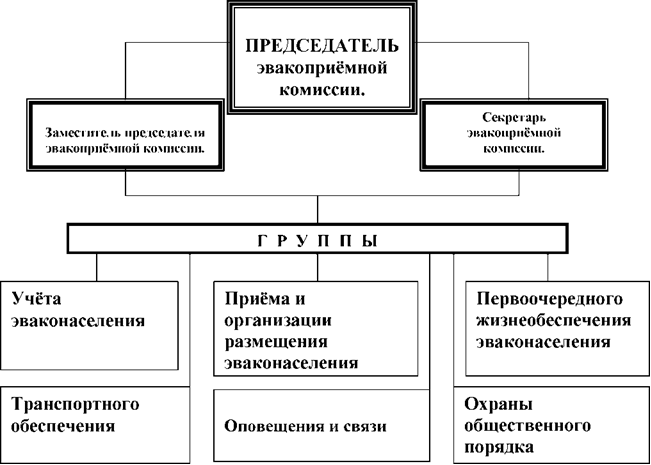 ПРЕДСЕДАТЕЛЬ
эвакоприёмной
комиссии.
Заместитель председателя
эвакоприёмной комиссии.
Секретарь
эвакоприёмной
комиссии.
Г Р У П П Ы
Учёта
эваконаселения
Приёма и
организации
размещения
эваконаселения
Первоочередного
жизнеобеспечения
эваконаселения
Транспортного
обеспечения
Оповещения и связи
Охраны
общественного
порядка